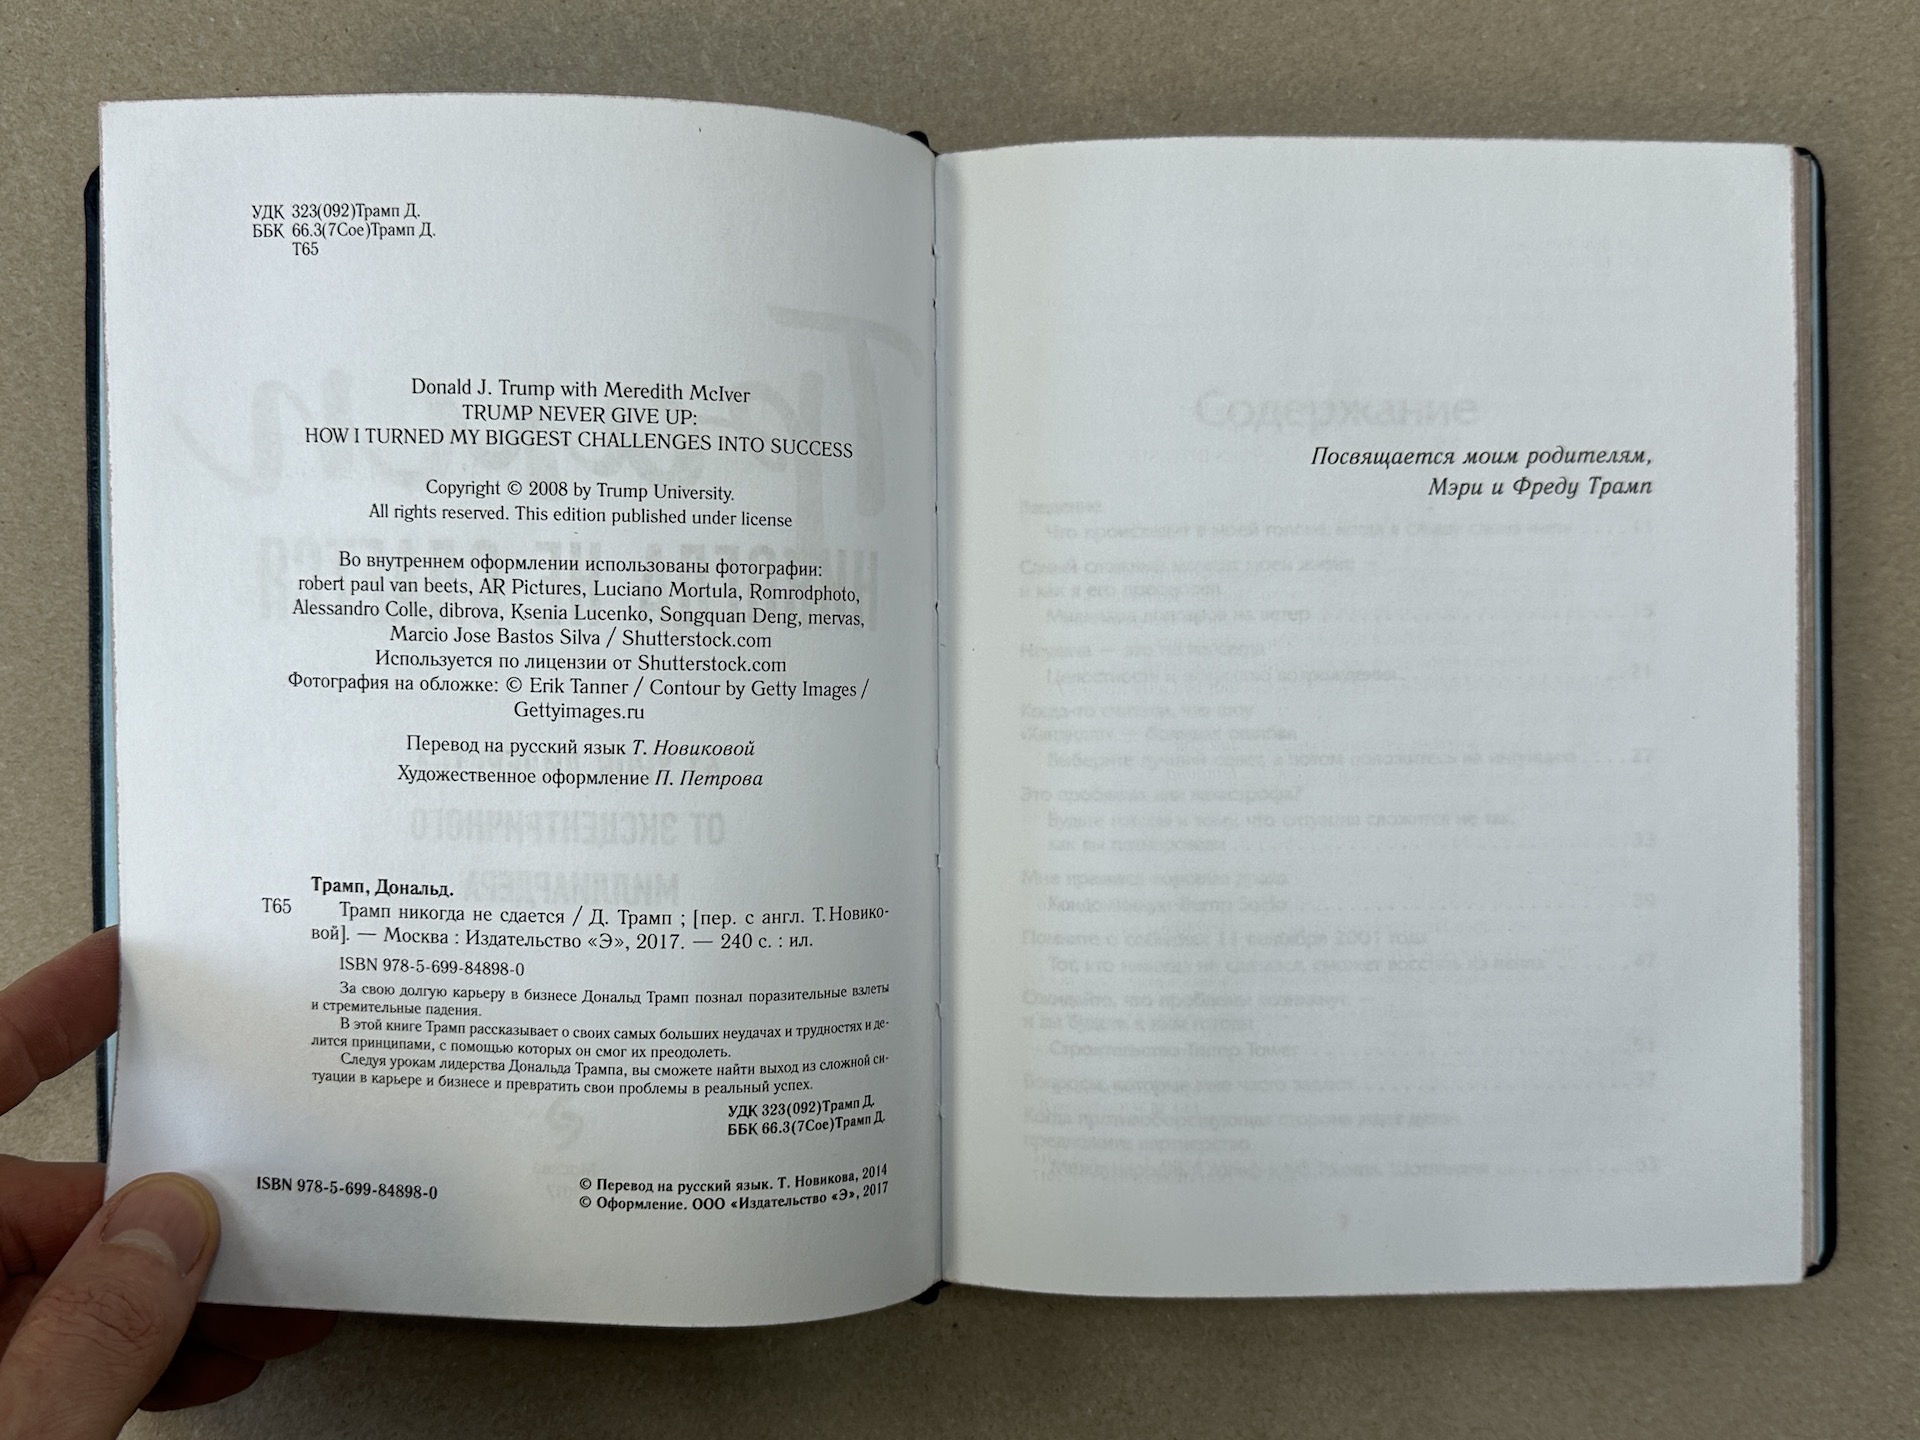 УДК 323(092)Трамп Д.
ББК 66.3(7Сое)Трамп Д.
Т65
Donald J. Trump with Meredith McIver
TRUMP NEVER GIVE UP:
HOW I TURNED MY BIGGEST CHALLENGES INTO SUCCESS
Copyright © 2008 by Trump University.
All rights reserved. This edition published under license
Во внутреннем оформлении использованы фотографии:
robert paul van beets, AR Pictures, Luciano Mortula, Romrodphoto,
Alessandro Colle, dibrova, Ksenia Lucenko, Songquan Deng, mervas,
Marcio Jose Bastos Silva / Shutterstock.com
Используется по лицензии от Shutterstock.com
Фотография на обложке: © Erik Tanner / Contour by Getty Images /
Gettyimages.ru
Перевод на русский язык Т. Новиковой
Художественное оформление П. Петрова
Трамп, Дональд.
Т65 Трамп никогда не сдается / Д. Трамп ; [пер. с англ. Т. Новико-
вой]. — Москва : Издательство «Э», 2017. — 240 с. : ил.
ISBN 978-5-699-84898-0
За свою долгую карьеру в бизнесе Дональд Трамп познал поразительные взлеты
и стремительные падения.
В этой книге Трамп рассказывает о своих самых больших неудачах и трудностях и де-
лится принципами, с помощью которых он смог их преодолеть.
Следуя урокам лидерства Дональда Трампа, вы сможете найти выход из сложной си-
туации в карьере и бизнесе и превратить свои проблемы в реальный успех.
УДК 323(092)Трамп Д.
ББК 66.3(7Сое)Трамп Д.
ISBN 978-5-699-84898-0
© Перевод на русский язык. Т. Новикова, 2014
© Оформление. ООО «Издательство «Э», 2017
Содержание
Посвящается моим родителям,
Мэри и Фреду Трамп